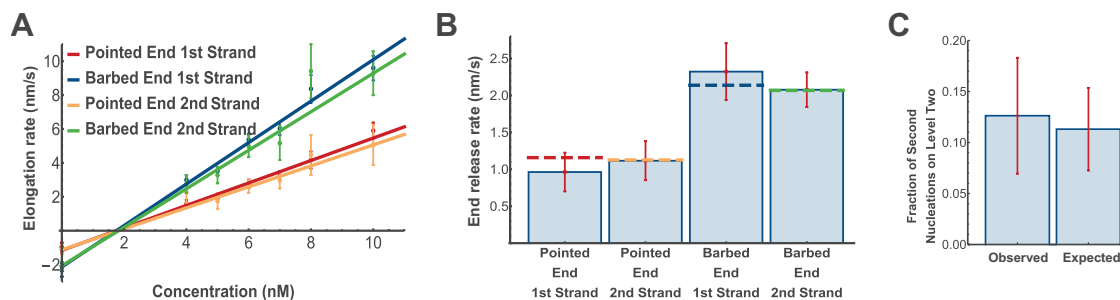 A
Elongation rate (nm/s)
10
8
6
4
2
−2
Pointed End 1st Strand
Barbed End 1st Strand
Pointed End 2nd Strand
Barbed End 2nd Strand
2
4
6
8
10
Concentration (nM)
B
End release rate (nm/s)
2.5
2.0
1.5
1.0
0.5
Pointed
End
1st Strand
Pointed
End
2nd Strand
Barbed
End
1st Strand
Barbed
End
2nd Strand
C
Fraction of Second
Nucleations on Level Two
0.20
0.15
0.10
0.05
0.00
Observed
Expected